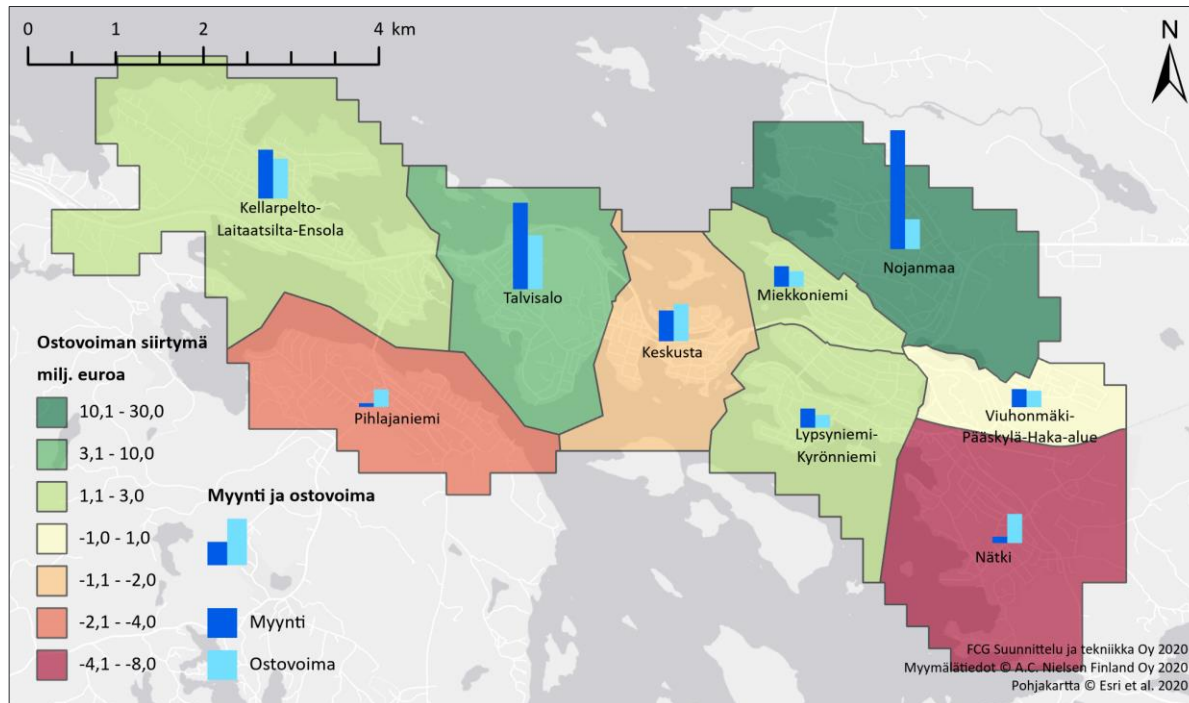 0 1 2 4 km
N
Kellarpelto-
Laitaatsilta-Ensola
Talvisalo
Keskusta
Miekkoniemi
Nojanmaa
Pihlajaniemi
Lypsyniemi-
Kyrönniemi
Viuhonmäki-
Pääskylä-Haka-alue
Nätki
Ostovoiman siirtymä
milj. euroa
10,1 - 30,0
3,1 - 10,0
1,1 - 3,0
-1,0 - 1,0
-1,1 - -2,0
-2,1 - -4,0
-4,1 - -8,0
Myynti ja ostovoima
Myynti
Ostovoima
FCG Suunnittelu ja tekniikka Oy 2020
Myymälätiedot © A.C. Nielsen Finland Oy 2020
Pohjakartta © Esri et al. 2020